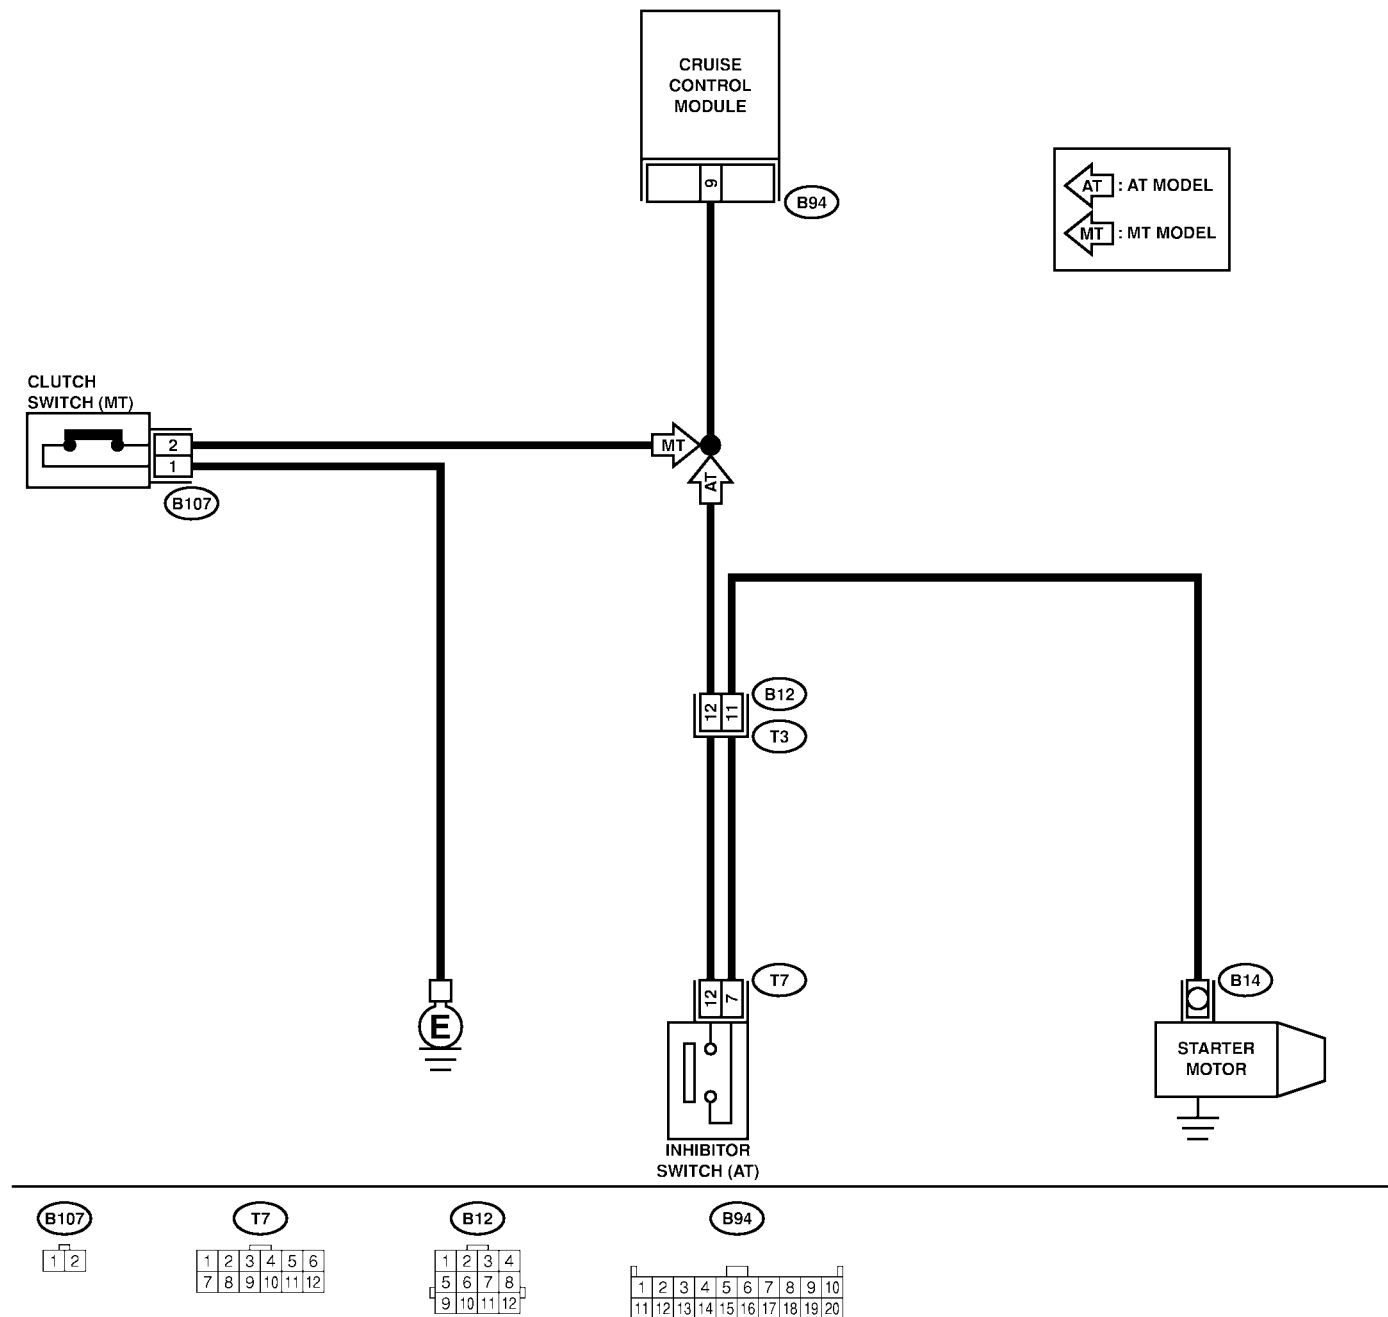 CRUISE
CONTROL
MODULE
9
B94
AT : AT MODEL
MT : MT MODEL
CLUTCH
SWITCH (MT)
2
1
B107
MT
AT
12 11
B12
T3
12 7
T7
B14
E
STARTER
MOTOR
INHIBITOR
SWITCH (AT)
B107
1 2
T7
1 2 3 4 5 6
7 8 9 10 11 12
B12
1 2 3 4
5 6 7 8
9 10 11 12
B94
1 2 3 4 5 6 7 8 9 10
11 12 13 14 15 16 17 18 19 20